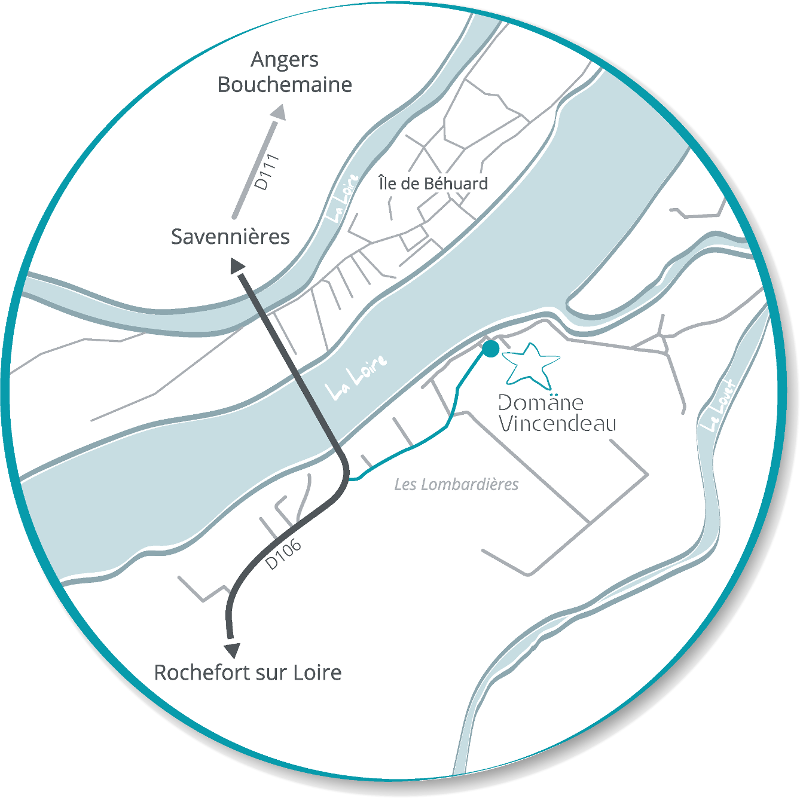 Angers
Bouchemaine
D111
La Loire
Île de Béhuard
Savennières
La Loire
Domäne
Vincendeau
Le Louet
Les Lombardières
D106
Rochefort sur Loire